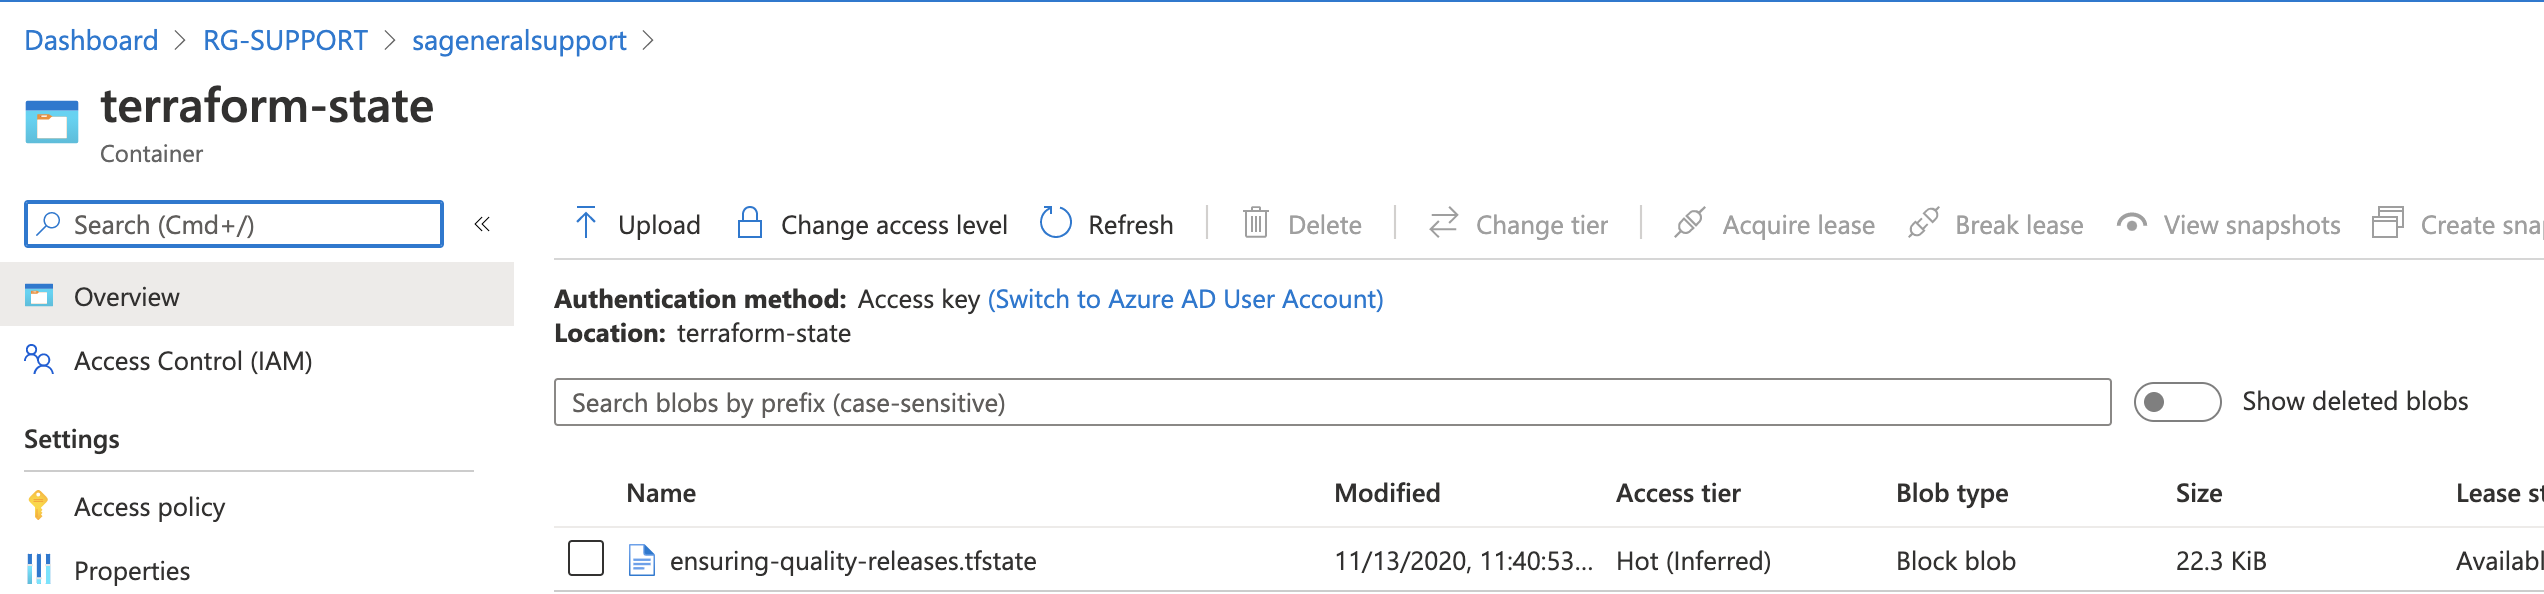 Dashboard > RG-SUPPORT > sageneralsupport >
terraform-state
Container
Search (Cmd+/)
«
Overview
Access Control (IAM)
Settings
Access policy
Properties
Upload Change access level Refresh Delete Change tier Acquire lease Break lease View snapshots Create
Authentication method: Access key (Switch to Azure AD User Account)
Location: terraform-state
Search blobs by prefix (case-sensitive)
Show deleted blobs
Name Modified Access tier Blob type Size Lease
ensuring-quality-releases.tfstate 11/13/2020, 11:40:53... Hot (Inferred) Block blob 22.3 KiB